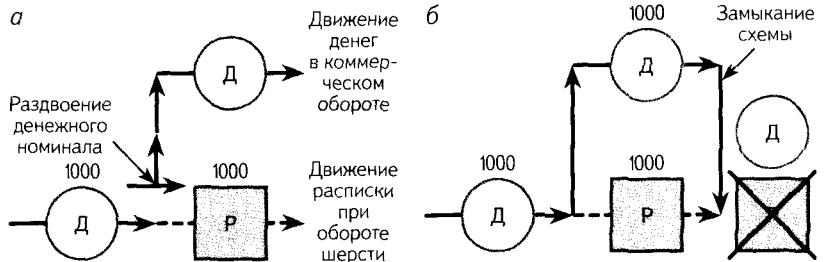 а
Д
Движение
денег
в коммер-
ческом
обороте
Раздвоение
денежного
номинала
1000
1000
Д
Р
Движение
расписки
при
обороте
шерсти
б
1000
Замыкание
схемы
Д
Д
1000
1000
Д
Р